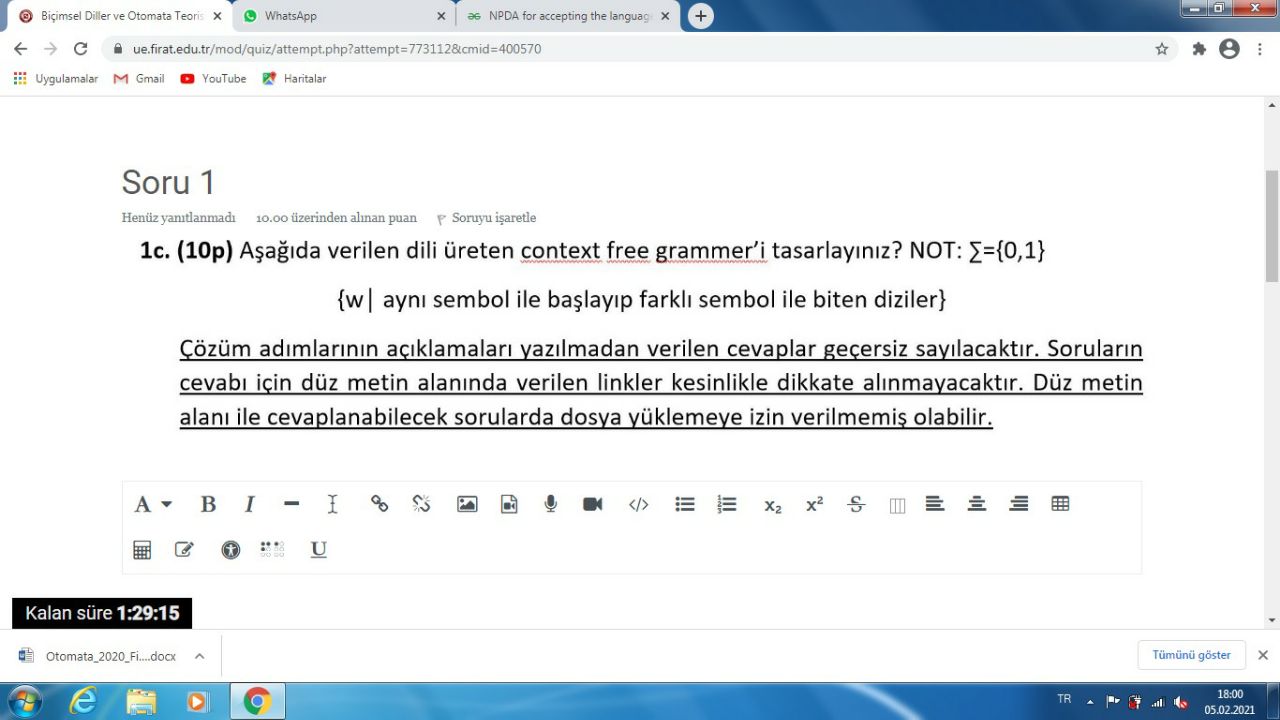 Biçimsel Diller ve Otomata Teoris
WhatsApp
NPDA for accepting the language
ue.firat.edu.tr/mod/quiz/attempt.php?attempt=773112&cmid=400570
Uygulamalar
Gmail
YouTube
Haritalar
Soru 1
Henüz yanıtlanmadı 10.00 üzerinden alınan puan Soruyu işaretle
1c. (10p) Aşağıda verilen dili üreten context free grammer’i tasarlayınız? NOT: ∑={0,1}
{w| aynı sembol ile başlayıp farklı sembol ile biten diziler}
Çözüm adımlarının açıklamaları yazılmadan verilen cevaplar geçersiz sayılacaktır. Soruların
cevabı için düz metin alanında verilen linkler kesinlikle dikkate alınmayacaktır. Düz metin
alanı ile cevaplanabilecek sorularda dosya yüklemeye izin verilmemiş olabilir.
A B I x₂ x² S
U
Kalan süre 1:29:15
Otomata_2020_Fi....docx
Tümünü göster
TR
18:00
05.02.2021